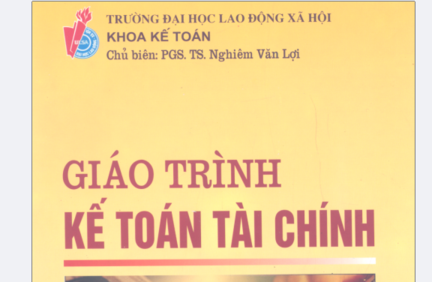 TRƯỜNG ĐẠI HỌC LAO ĐỘNG XÃ HỘI
KHOA KẾ TOÁN
Chủ biên: PGS. TS. Nghiêm Văn Lợi
GIÁO TRÌNH
KẾ TOÁN TÀI CHÍNH